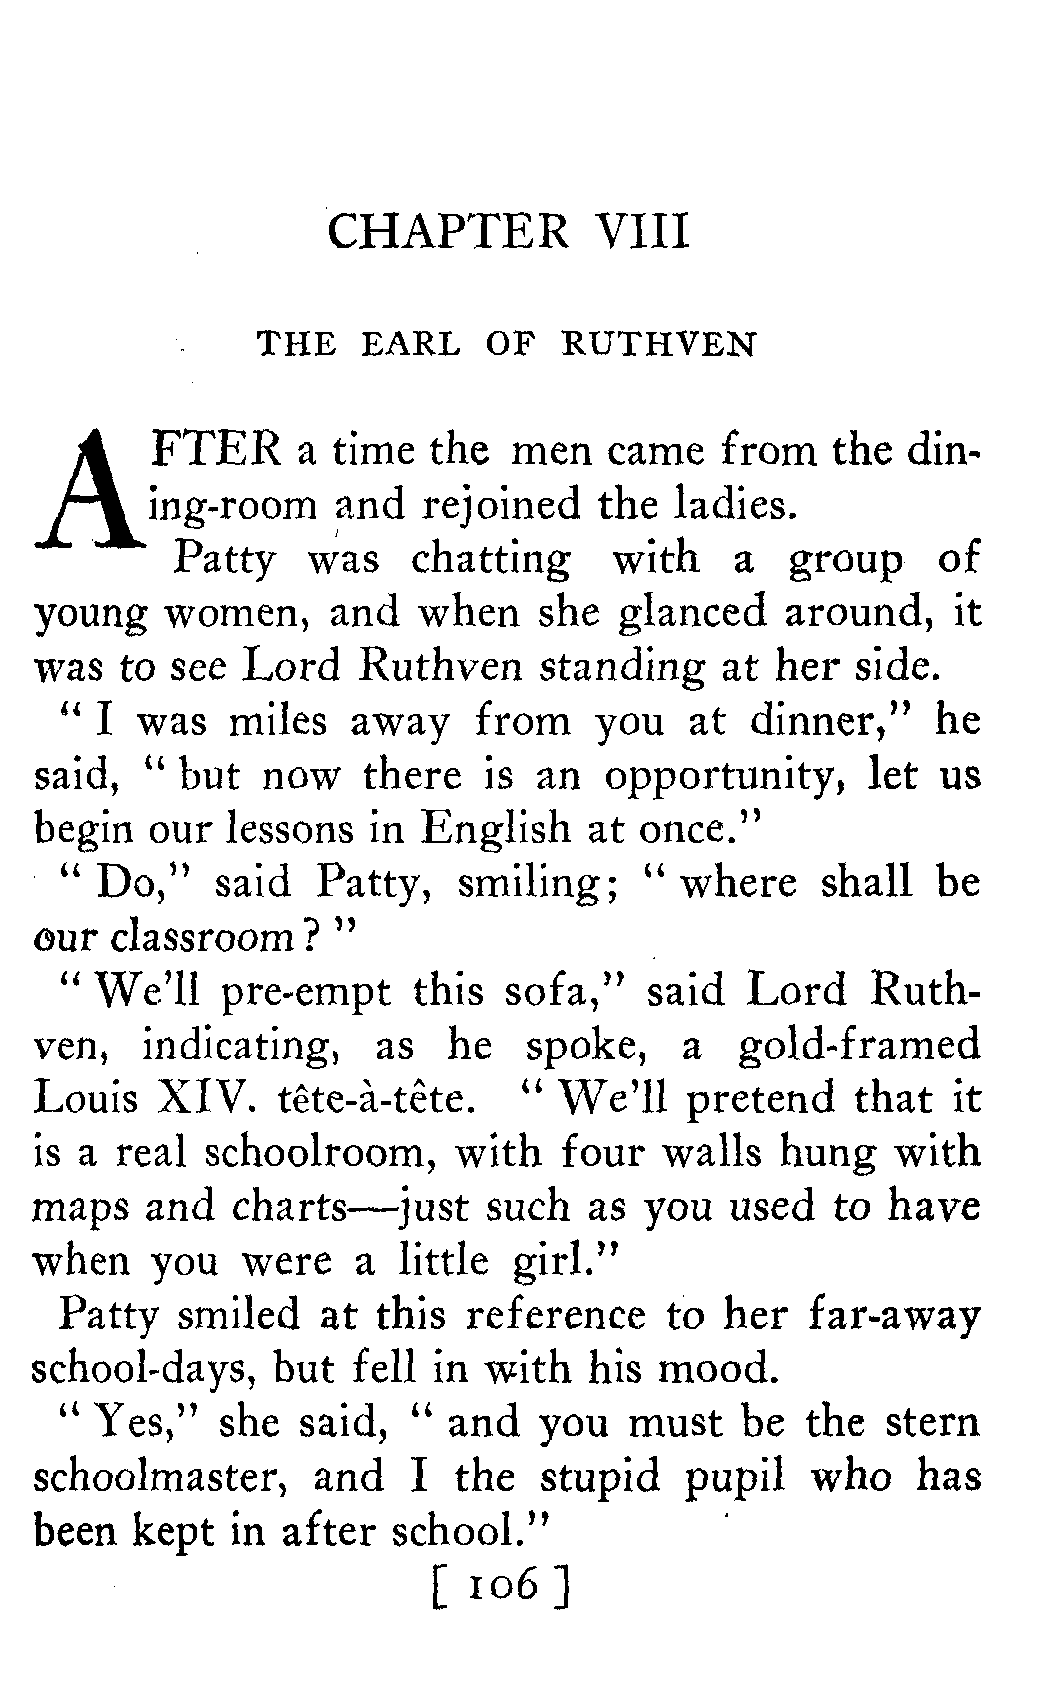 CHAPTER VIII
THE EARL OF RUTHVEN
AFTER a time the men came from the din-
ing-room and rejoined the ladies.
Patty was chatting with a group of
young women, and when she glanced around, it
was to see Lord Ruthven standing at her side.
" I was miles away from you at dinner," he
said, " but now there is an opportunity, let us
begin our lessons in English at once."
" Do," said Patty, smiling; " where shall be
our classroom? "
" We'll pre-empt this sofa," said Lord Ruth-
ven, indicating, as he spoke, a gold-framed
Louis XIV. tête-à-tête. " We'll pretend that it
is a real schoolroom, with four walls hung with
maps and charts—just such as you used to have
when you were a little girl."
Patty smiled at this reference to her far-away
school-days, but fell in with his mood.
" Yes," she said, " and you must be the stern
schoolmaster, and I the stupid pupil who has
been kept in after school."
[ 106 ]